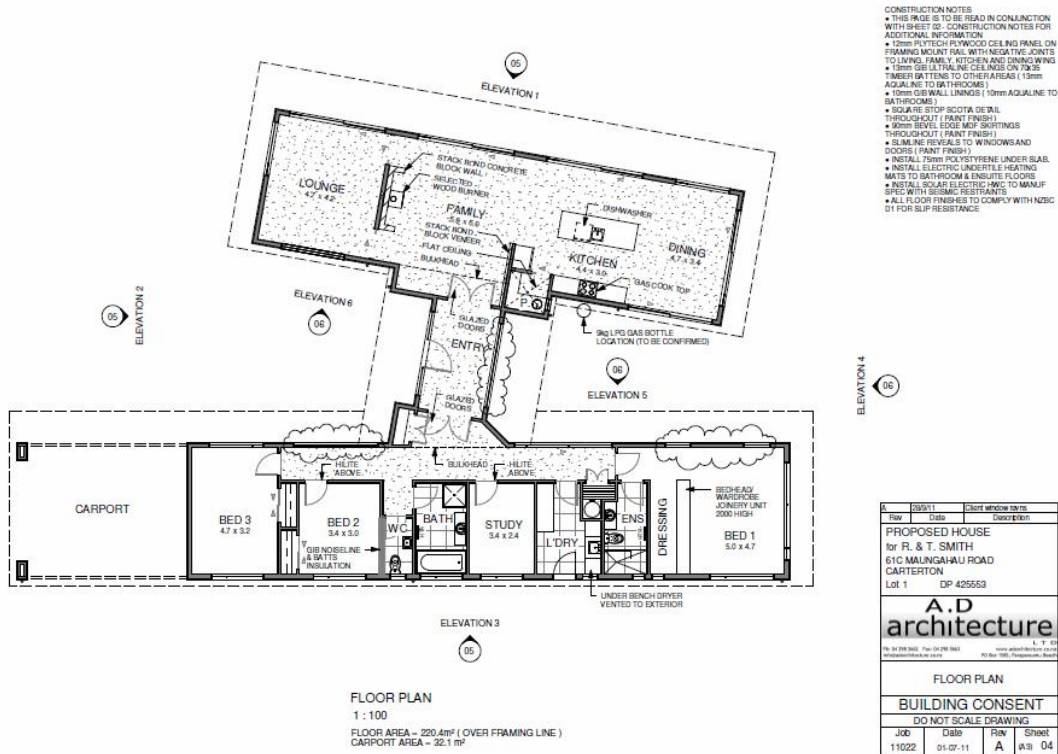 CONSTRUCTION NOTES
• THIS PAGE IS TO BE READ IN CONJUNCTION
WITH SHEET 02 - CONSTRUCTION NOTES FOR
ADDITIONAL INFORMATION
• 12mm PLYTECH PLYWOOD CEILING PANEL ON
FRAMING MOUNT RAIL WITH NEGATIVE JOINTS
TO LIVING, FAMILY, KITCHEN AND DINING WING
• 13mm GIB ULTRALINE CEILINGS ON 70x35
TIMBER BATTENS TO OTHER AREAS ( 13mm
AQUALINE TO BATHROOMS )
• 10mm GIB WALL LININGS ( 10mm AQUALINE TO
BATHROOMS )
• SQUARE STOP SCOTIA DETAIL
THROUGHOUT ( PAINT FINISH )
• 90mm BEVEL EDGE MDF SKIRTINGS
THROUGHOUT ( PAINT FINISH )
• SLIMLINE REVEALS TO WINDOWS AND
DOORS ( PAINT FINISH )
• INSTALL 75mm POLYSTYRENE UNDER SLAB.
• INSTALL ELECTRIC UNDERTILE HEATING
MATS TO BATHROOM & ENSUITE FLOORS
• INSTALL SOLAR ELECTRIC HWC TO MANUF
SPEC WITH SEISMIC RESTRAINTS
• ALL FLOOR FINISHES TO COMPLY WITH NZBC
D1 FOR SLIP RESISTANCE
05
ELEVATION 1
STACK BOND CONCRETE
BLOCK WALL
SELECTED
WOOD BURNER
LOUNGE
4.7 x 4.2
FAMILY
5.8 x 5.0
STACK BOND
BLOCK VENEER
FLAT CEILING
BULKHEAD
DISHWASHER
KITCHEN
4.4 x 3.0
DINING
4.7 x 3.4
GAS COOK TOP
P.
9kg LPG GAS BOTTLE
LOCATION (TO BE CONFIRMED)
ELEVATION 6
06
05
ELEVATION 2
GLAZED
DOORS
ENTRY
GLAZED
DOORS
06
ELEVATION 5
ELEVATION 4
06
HILITE
ABOVE
BULKHEAD
HILITE
ABOVE
CARPORT
BED 3
4.7 x 3.2
BED 2
3.4 x 3.0
GIB NOISELINE
& BATTS
INSULATION
WC
BATH
STUDY
3.4 x 2.4
L'DRY
ENS
DRESSING
BEDHEAD/
WARDROBE
JOINERY UNIT
2000 HIGH
BED 1
5.0 x 4.7
UNDER BENCH DRYER
VENTED TO EXTERIOR
ELEVATION 3
05
FLOOR PLAN
1 : 100
FLOOR AREA = 220.4m² ( OVER FRAMING LINE )
CARPORT AREA = 32.1 m²
A 28/9/11 Client window revns
Rev Date Description
PROPOSED HOUSE
for R. & T. SMITH
61C MAUNGAHAU ROAD
CARTERTON
Lot 1 DP 425553
A.D
architecture
LTD
FLOOR PLAN
BUILDING CONSENT
DO NOT SCALE DRAWING
Job Date Rev Sheet
11022 01-07-11 A (A3) 04